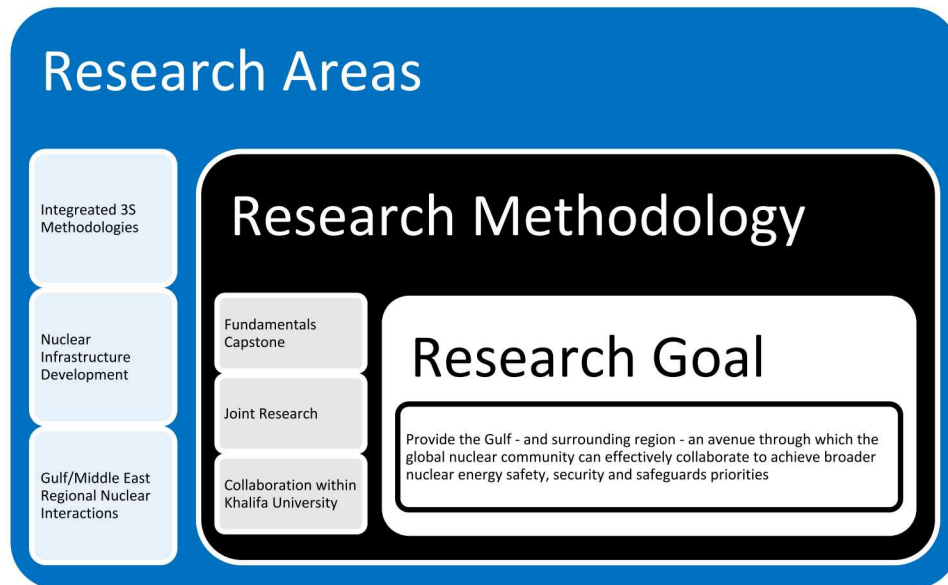 Research Areas
Integreated 3S
Methodologies
Nuclear
Infrastructure
Development
Gulf/Middle East
Regional Nuclear
Interactions
Research Methodology
Fundamentals
Capstone
Joint Research
Collaboration within
Khalifa University
Research Goal
Provide the Gulf - and surrounding region - an avenue through which the
global nuclear community can effectively collaborate to achieve broader
nuclear energy safety, security and safeguards priorities